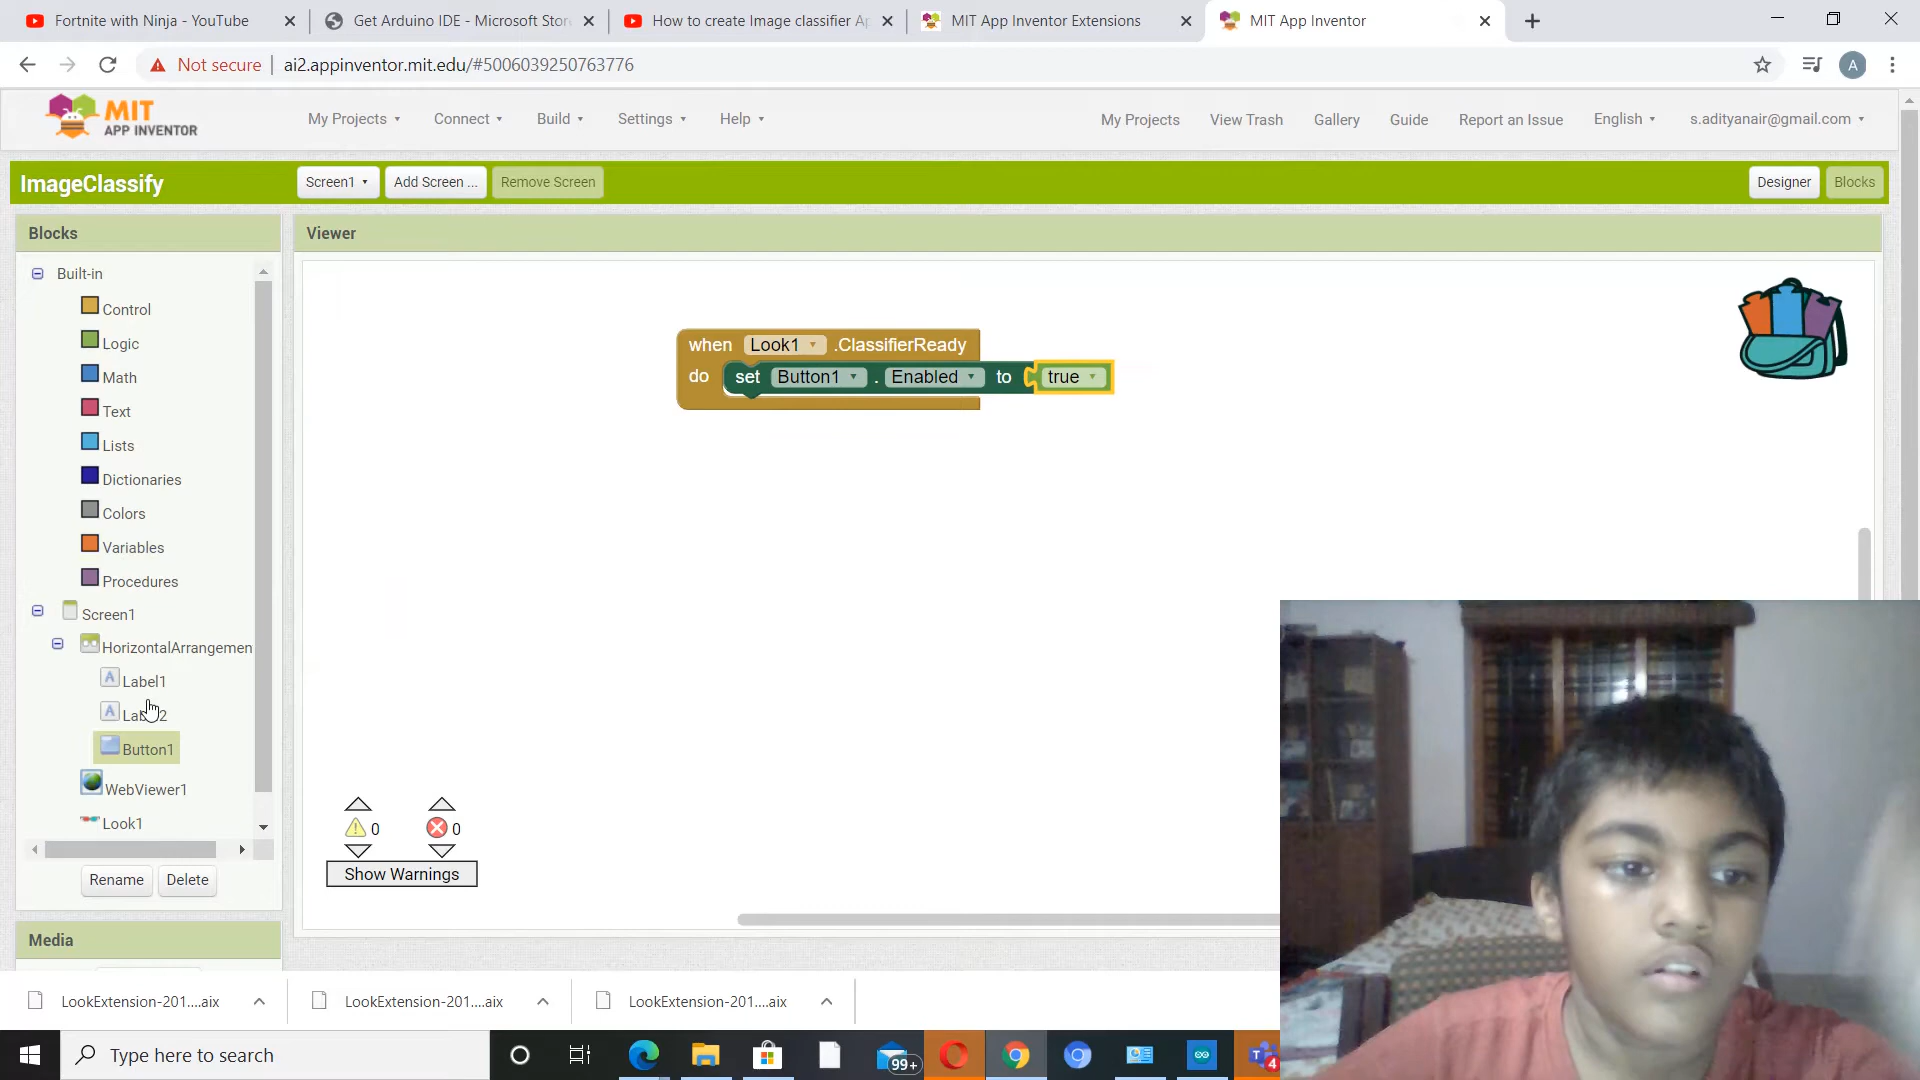 Fortnite with Ninja - YouTube
Get Arduino IDE - Microsoft Stor
How to create Image classifier Ap
MIT App Inventor Extensions
MIT App Inventor
Not secure
ai2.appinventor.mit.edu/#5006039250763776
A
MIT
APP INVENTOR
My Projects
Connect
Build
Settings
Help
My Projects
View Trash
Gallery
Guide
Report an Issue
English
s.adityanair@gmail.com
ImageClassify
Screen1
Add Screen ...
Remove Screen
Designer
Blocks
Blocks
Viewer
Built-in
Control
Logic
Math
Text
Lists
Dictionaries
Colors
Variables
Procedures
Screen1
HorizontalArrangemen
A Label1
A
Button1
WebViewer1
Look1
Rename
Delete
Media
when Look1 .ClassifierReady
do set Button1 . Enabled to true
0
0
Show Warnings
LookExtension-201....aix
LookExtension-201....aix
LookExtension-201....aix
Type here to search
99+
4